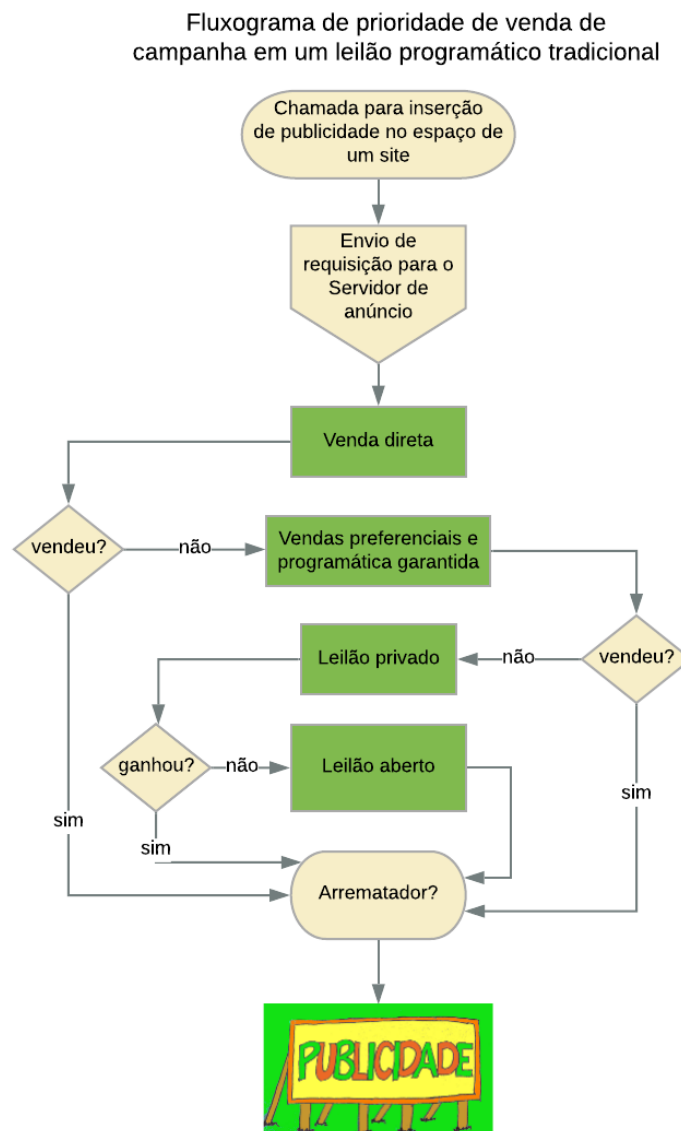 Fluxograma de prioridade de venda de
campanha em um leilão programático tradicional
Chamada para inserção
de publicidade no espaço de
um site
Envio de
requisição para o
Servidor de
anúncio
Venda direta
vendeu?
não
Vendas preferenciais e
programática garantida
vendeu?
não
Leilão privado
ganhou?
não
Leilão aberto
sim
sim
sim
Arrematador?
PUBLICIDADE